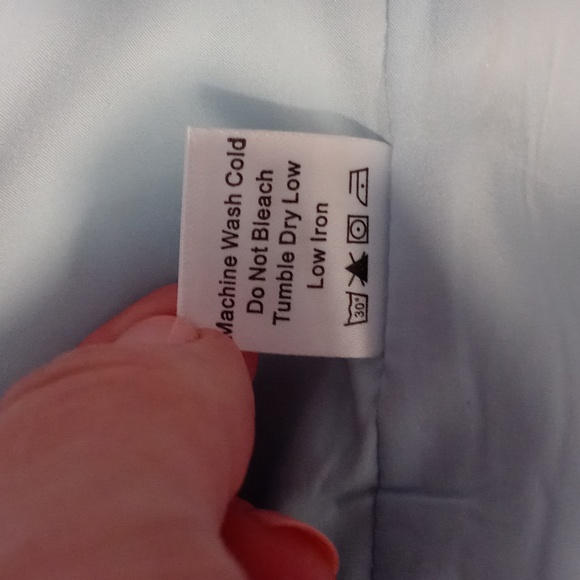 Machine Wash Cold
Do Not Bleach
Tumble Dry Low
Low Iron
30°